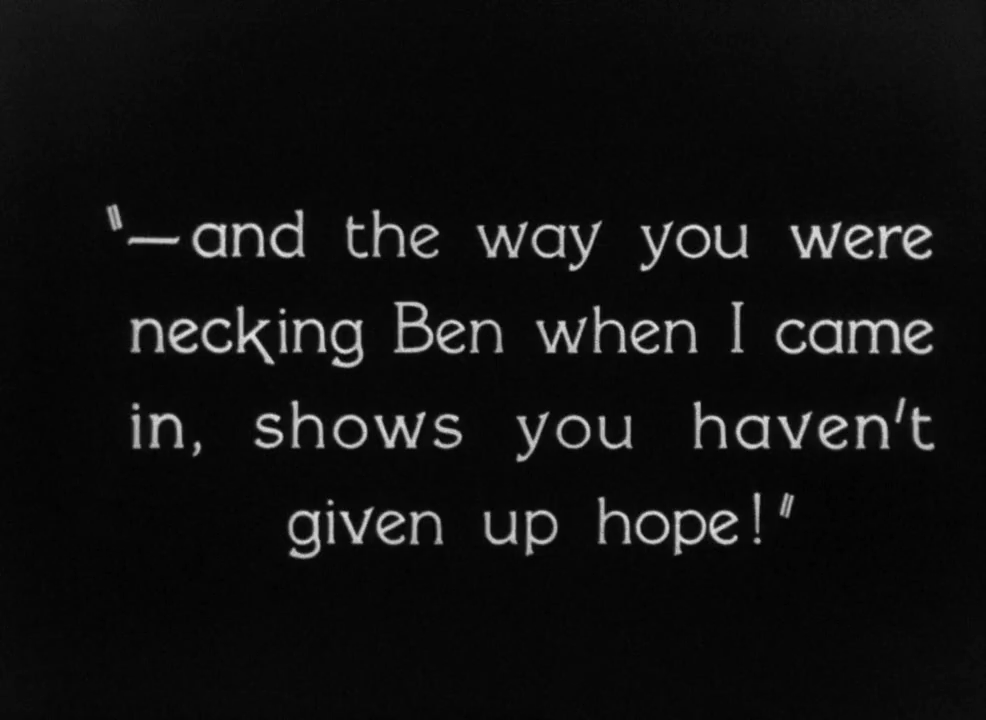 "—and the way you were
necking Ben when I came
in, shows you haven't
given up hope!"